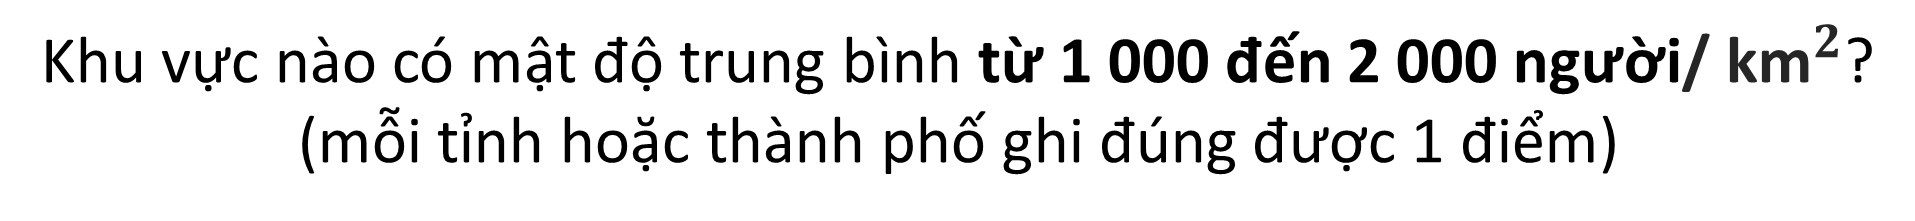 Khu vực nào có mật độ trung bình từ 1 000 đến 2 000 người/ km²?
(mỗi tỉnh hoặc thành phố ghi đúng được 1 điểm)